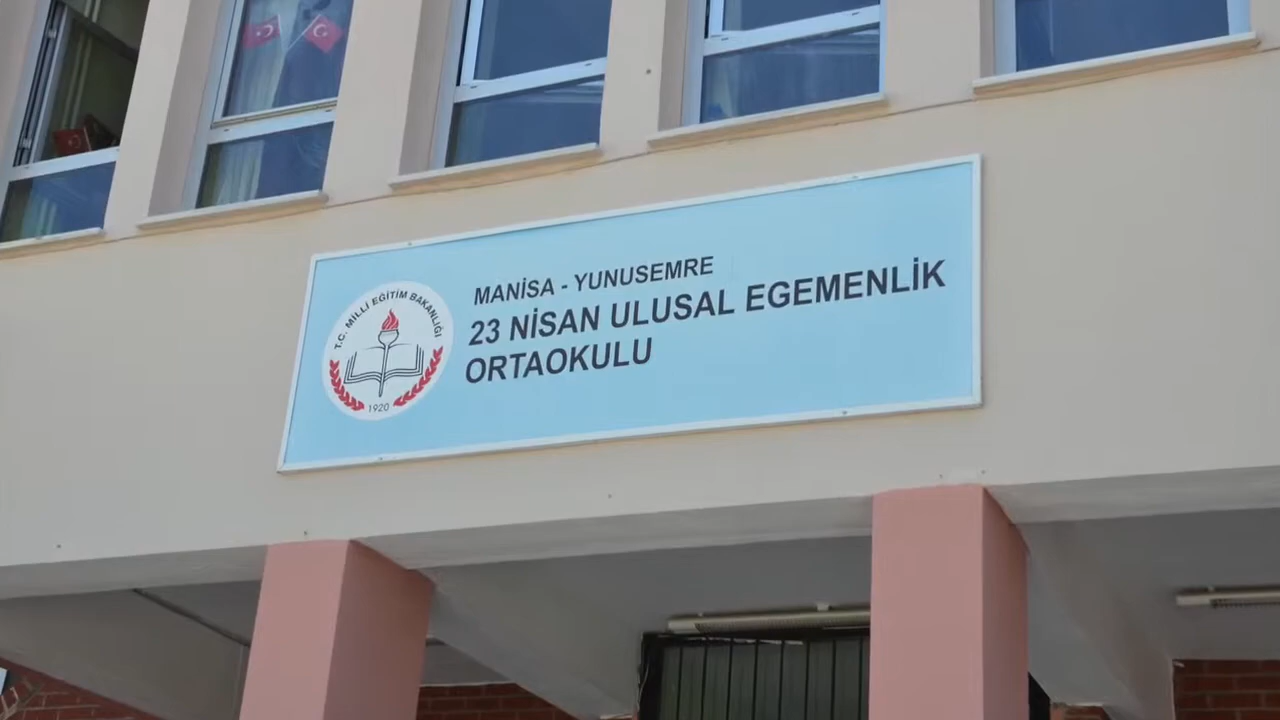 MANİSA - YUNUSEMRE
23 NİSAN ULUSAL EGEMENLİK
ORTAOKULU
T.C. MİLLİ EĞİTİM BAKANLIĞI
1920